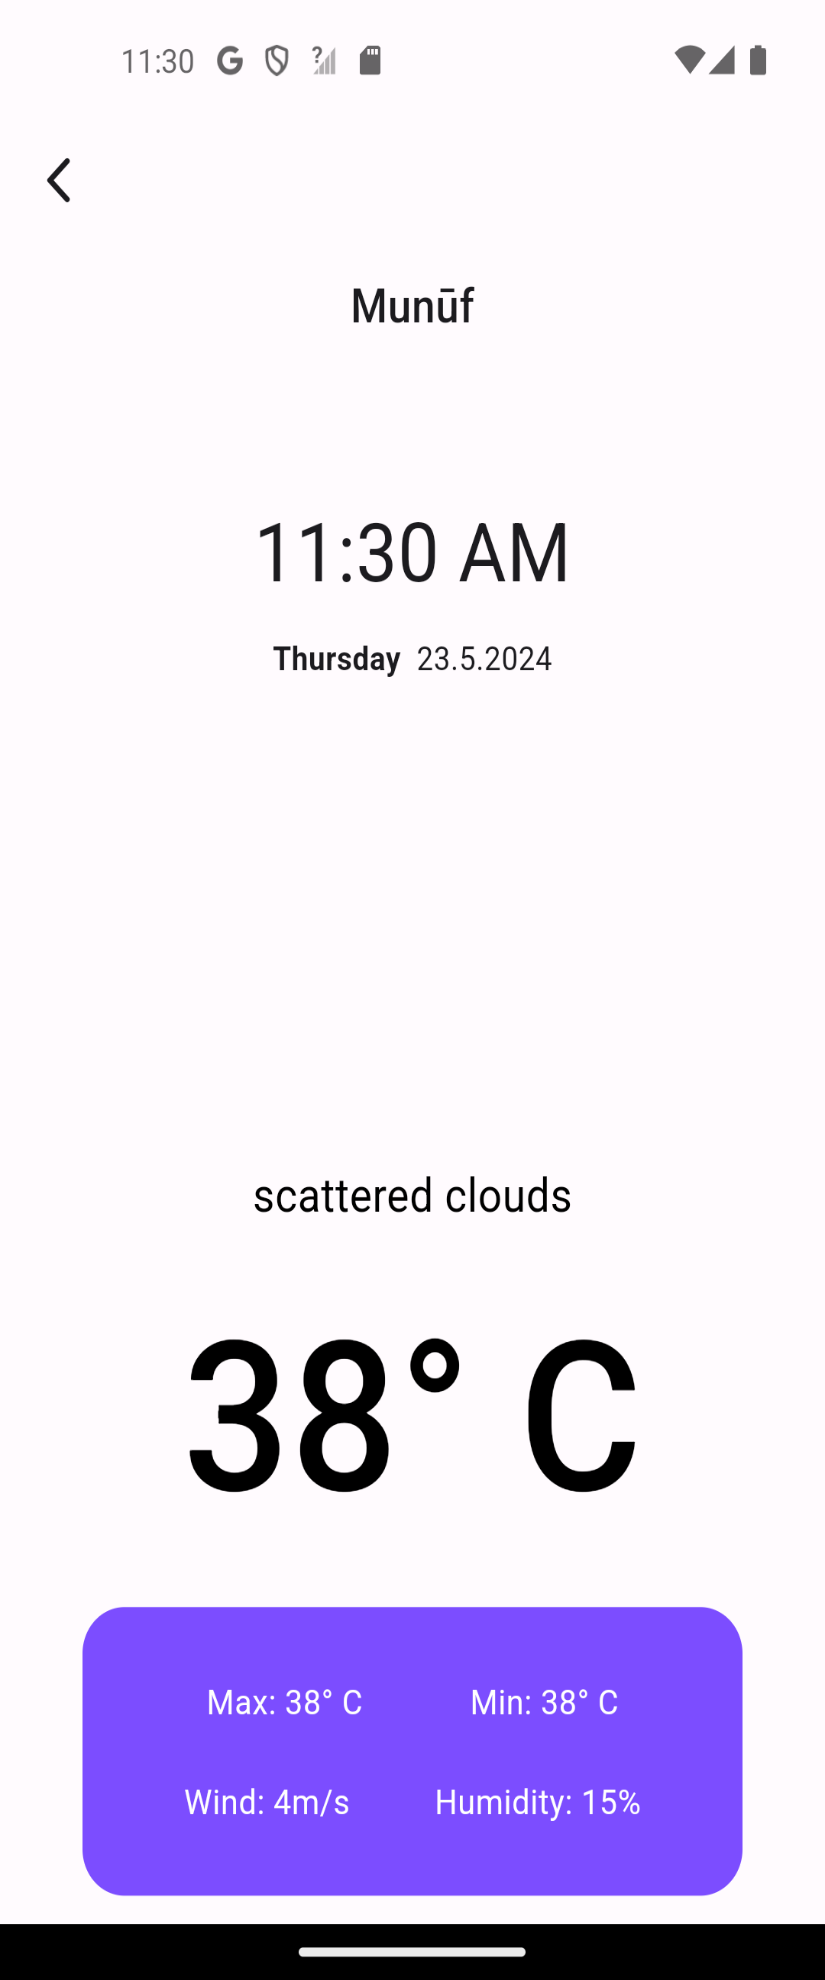 11:30
Munūf
11:30 AM
Thursday 23.5.2024
scattered clouds
38° C
Max: 38° C Min: 38° C
Wind: 4m/s Humidity: 15%